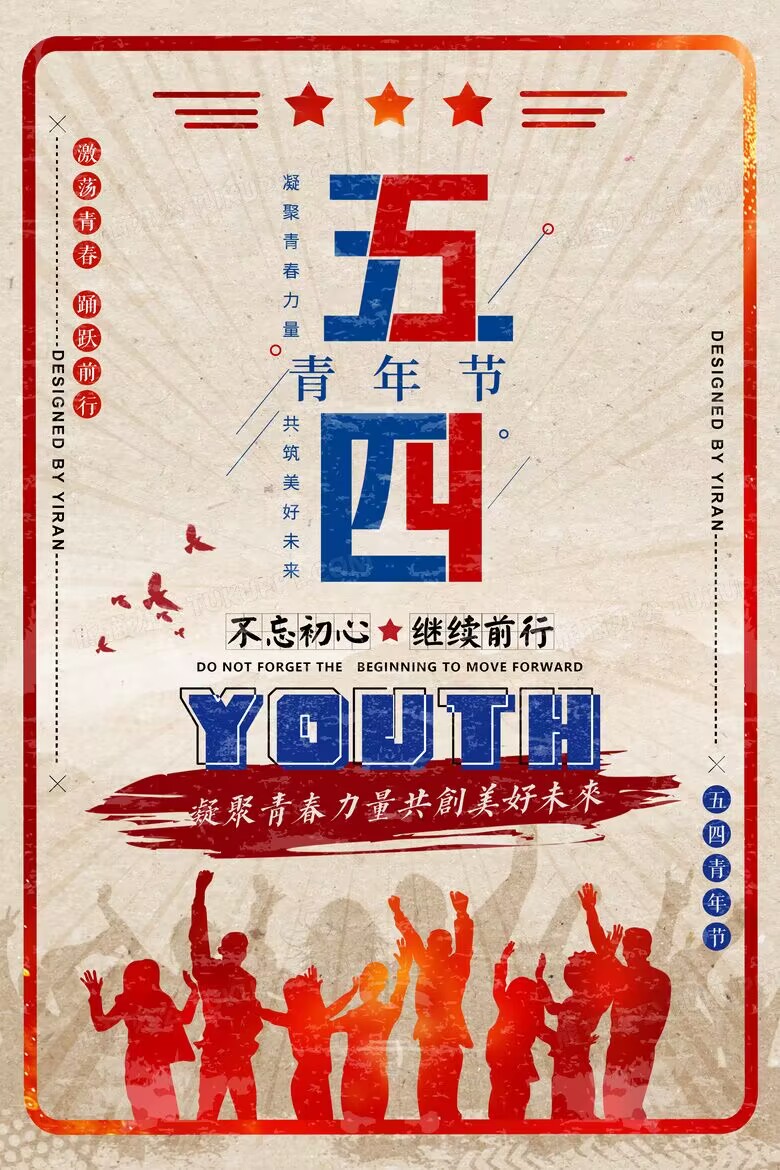 激荡青春 踊跃前行
DESIGNED BY YIRAN
凝聚青春力量
五四
青年节
共筑美好未来
DESIGNED BY YIRAN
不忘初心★继续前行
DO NOT FORGET THE BEGINNING TO MOVE FORWARD
YOUTH
凝聚青春力量共創美好未來
五四青年节